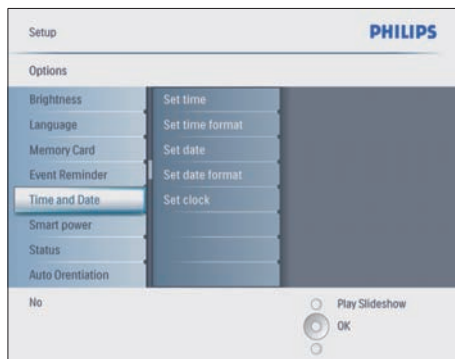 Setup PHILIPS
Options
Brightness Set time
Language Set time format
Memory Card Set date
Event Reminder Set date format
Time and Date Set clock
Smart power
Status
Auto Orentiation
No Play Slideshow
OK